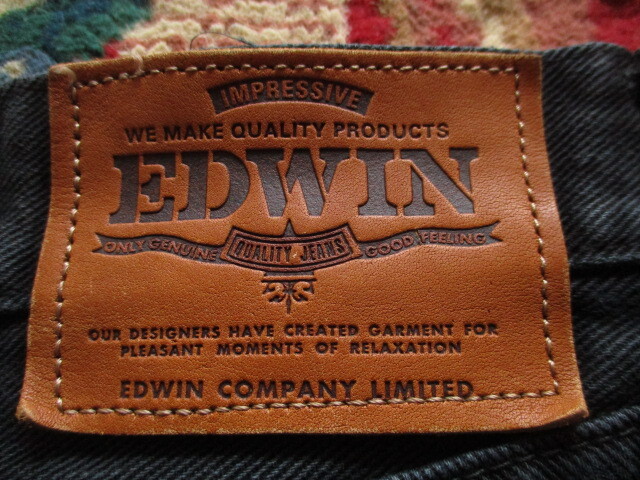 IMPRESSIVE
WE MAKE QUALITY PRODUCTS
EDWIN
ONLY GENUINE QUALITY JEANS GOOD FEELING
OUR DESIGNERS HAVE CREATED GARMENT FOR
PLEASANT MOMENTS OF RELAXATION
EDWIN COMPANY LIMITED